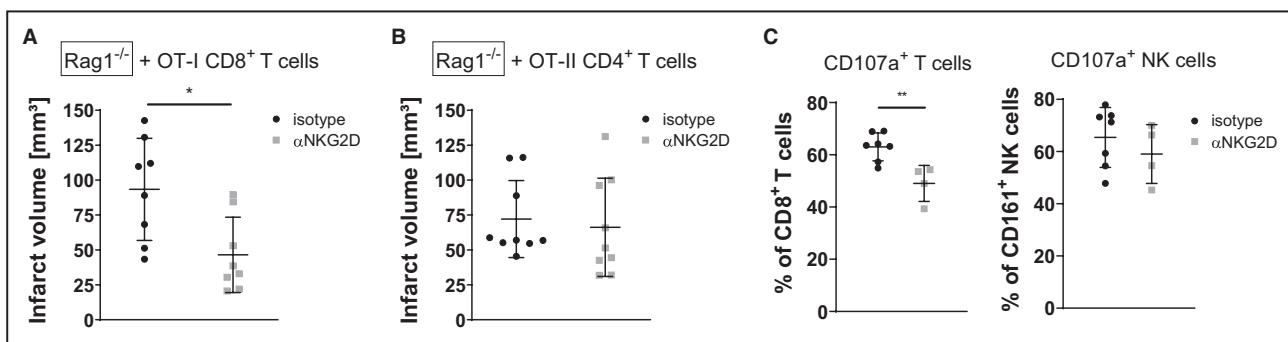 A
Rag1-/- + OT-I CD8+ T cells
*
isotype
αNKG2D
Infarct volume [mm³]
150
125
100
75
50
25
0
B
Rag1-/- + OT-II CD4+ T cells
isotype
αNKG2D
Infarct volume [mm³]
150
125
100
75
50
25
0
C
CD107a+ T cells
**
% of CD8+ T cells
80
60
40
20
0
CD107a+ NK cells
isotype
αNKG2D
% of CD161+ NK cells
80
60
40
20
0